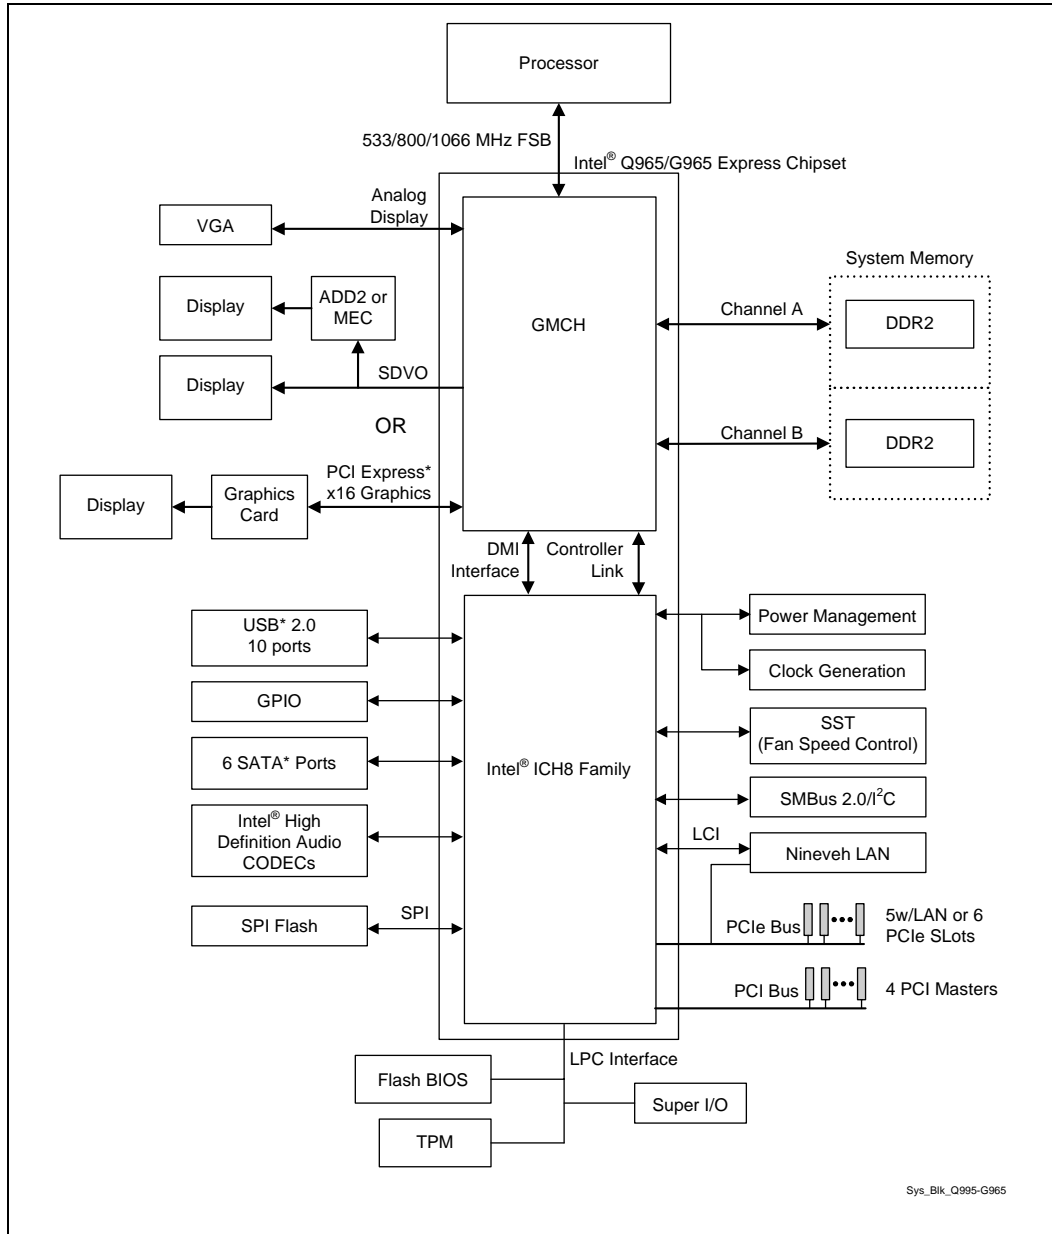 Processor
533/800/1066 MHz FSB
Intel® Q965/G965 Express Chipset
Analog
Display
VGA
System Memory
Display
ADD2 or
MEC
GMCH
Channel A
DDR2
Display
SDVO
OR
Channel B
DDR2
PCI Express*
x16 Graphics
Display
Graphics
Card
DMI
Interface
Controller
Link
USB* 2.0
10 ports
Power Management
Clock Generation
GPIO
SST
(Fan Speed Control)
6 SATA* Ports
Intel® ICH8 Family
SMBus 2.0/I²C
Intel® High
Definition Audio
CODECs
LCI
Nineveh LAN
SPI Flash
SPI
PCIe Bus
5w/LAN or 6
PCIe SLots
PCI Bus
4 PCI Masters
LPC Interface
Flash BIOS
Super I/O
TPM
Sys_Blk_Q995-G965